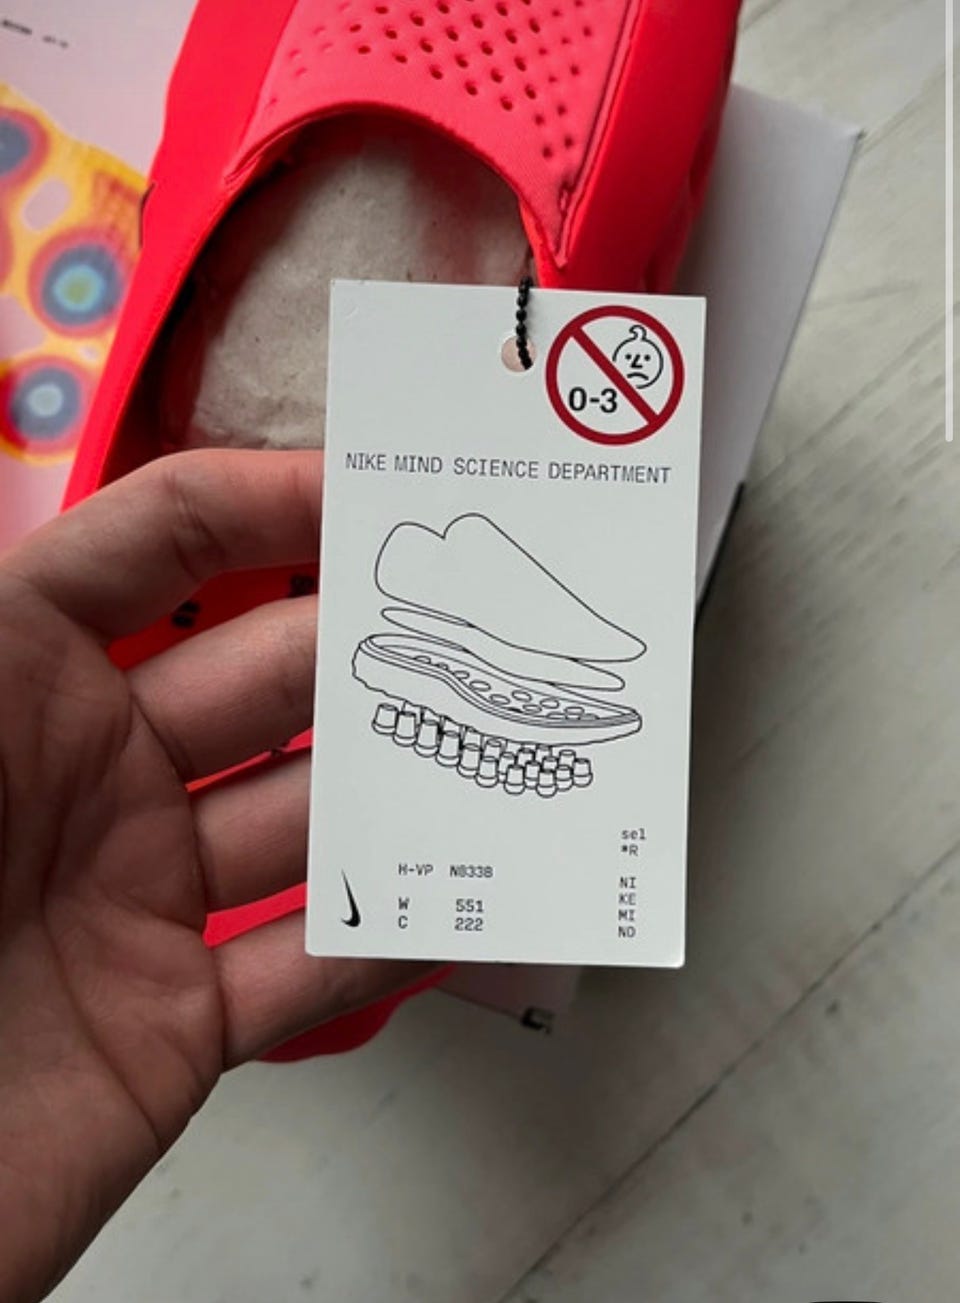 0-3
NIKE MIND SCIENCE DEPARTMENT
sel
*R
H-VP N833B
W 551
C 222
NI
KE
MI
ND